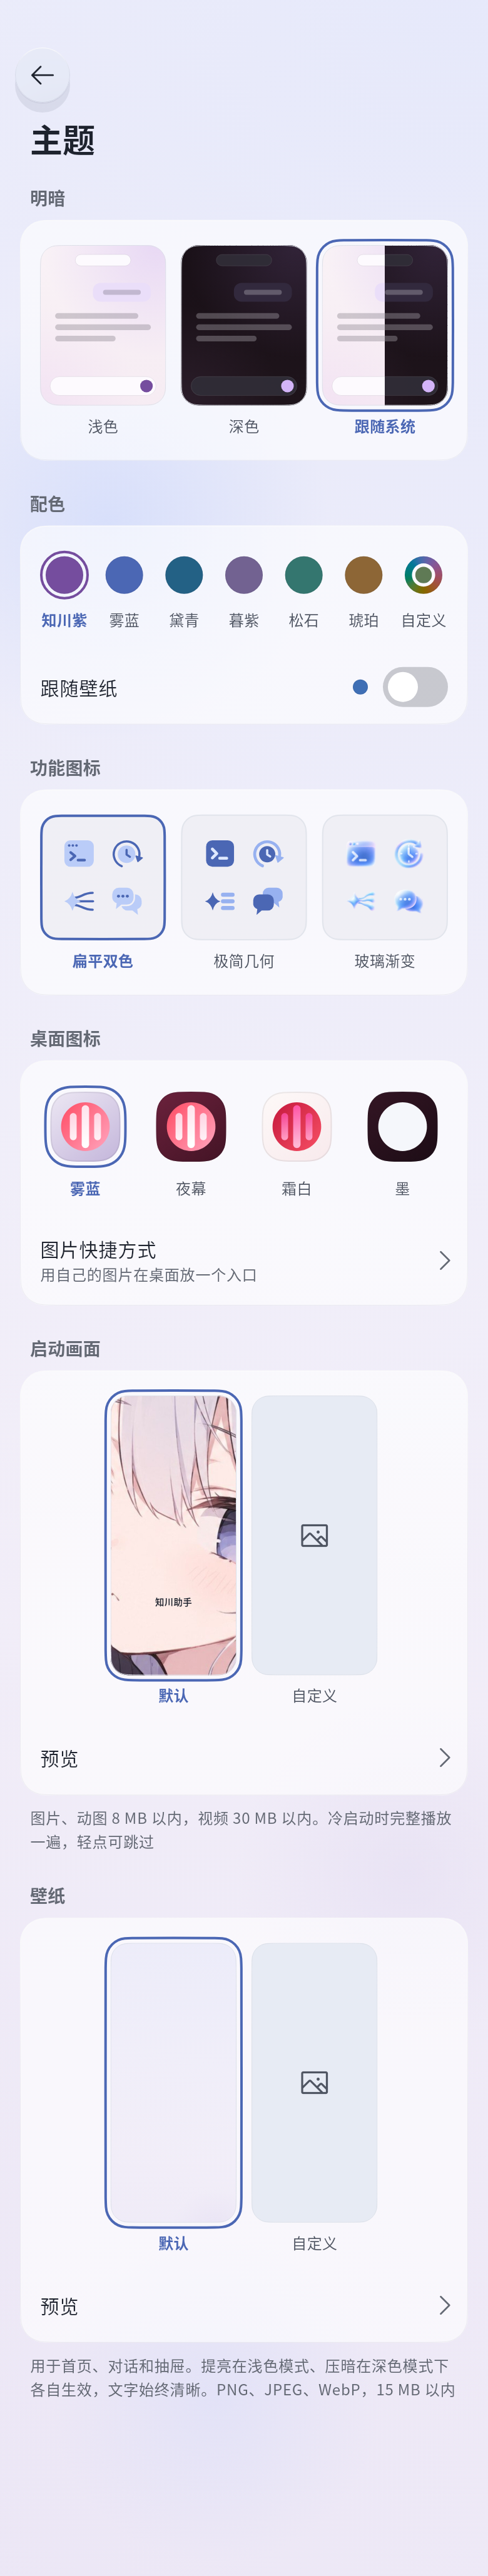 主题
明暗
浅色
深色
跟随系统
配色
知川紫
雾蓝
黛青
暮紫
松石
琥珀
自定义
跟随壁纸
功能图标
扁平双色
极简几何
玻璃渐变
桌面图标
雾蓝
夜幕
霜白
墨
图片快捷方式
用自己的图片在桌面放一个入口
启动画面
知川助手
默认
自定义
预览
图片、动图 8 MB 以内，视频 30 MB 以内。冷启动时完整播放
一遍，轻点可跳过
壁纸
默认
自定义
预览
用于首页、对话和抽屉。提亮在浅色模式、压暗在深色模式下
各自生效，文字始终清晰。PNG、JPEG、WebP，15 MB 以内